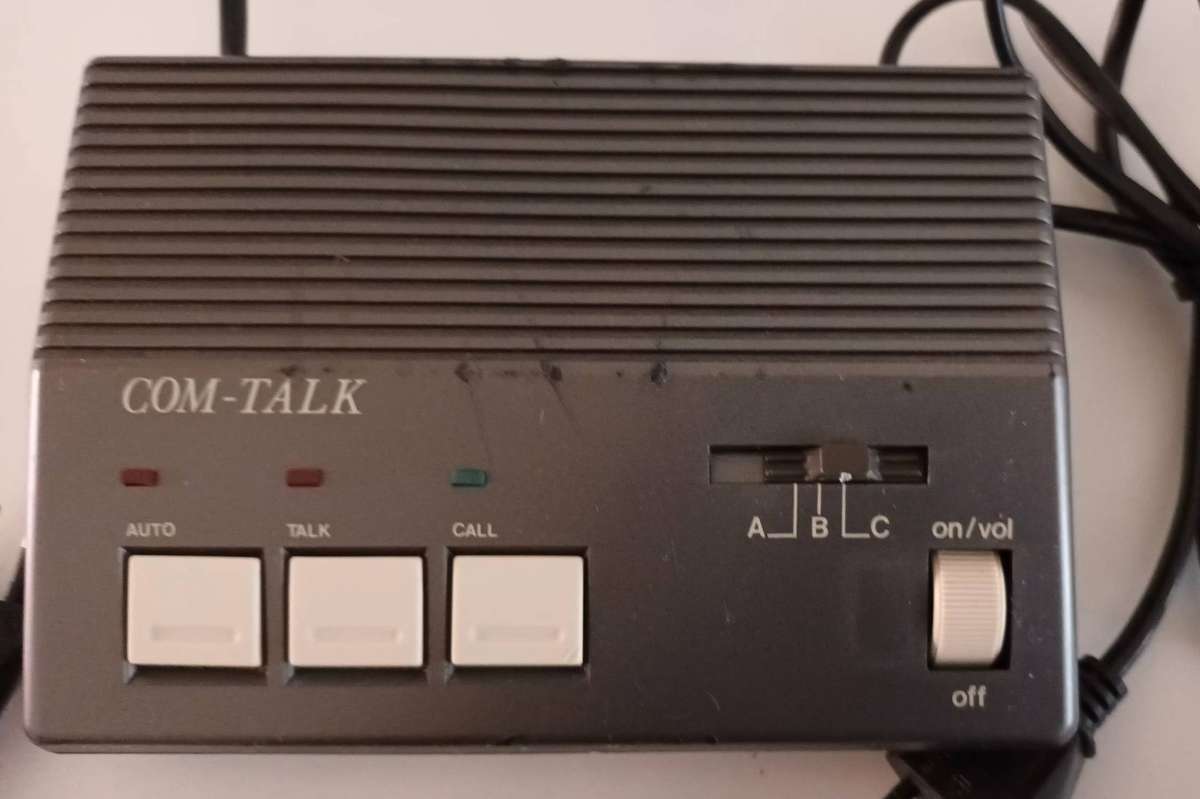 COM-TALK
AUTO TALK CALL
A B C on/vol
off